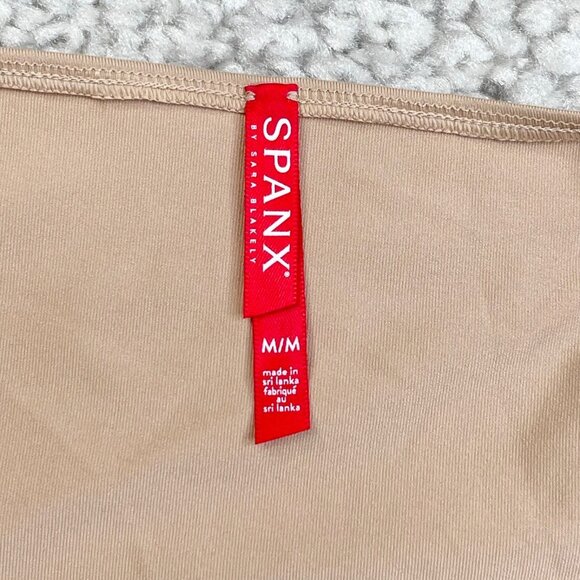 SPANX®
BY SARA BLAKELY
M/M
made in
sri lanka
fabriqué
au
sri lanka